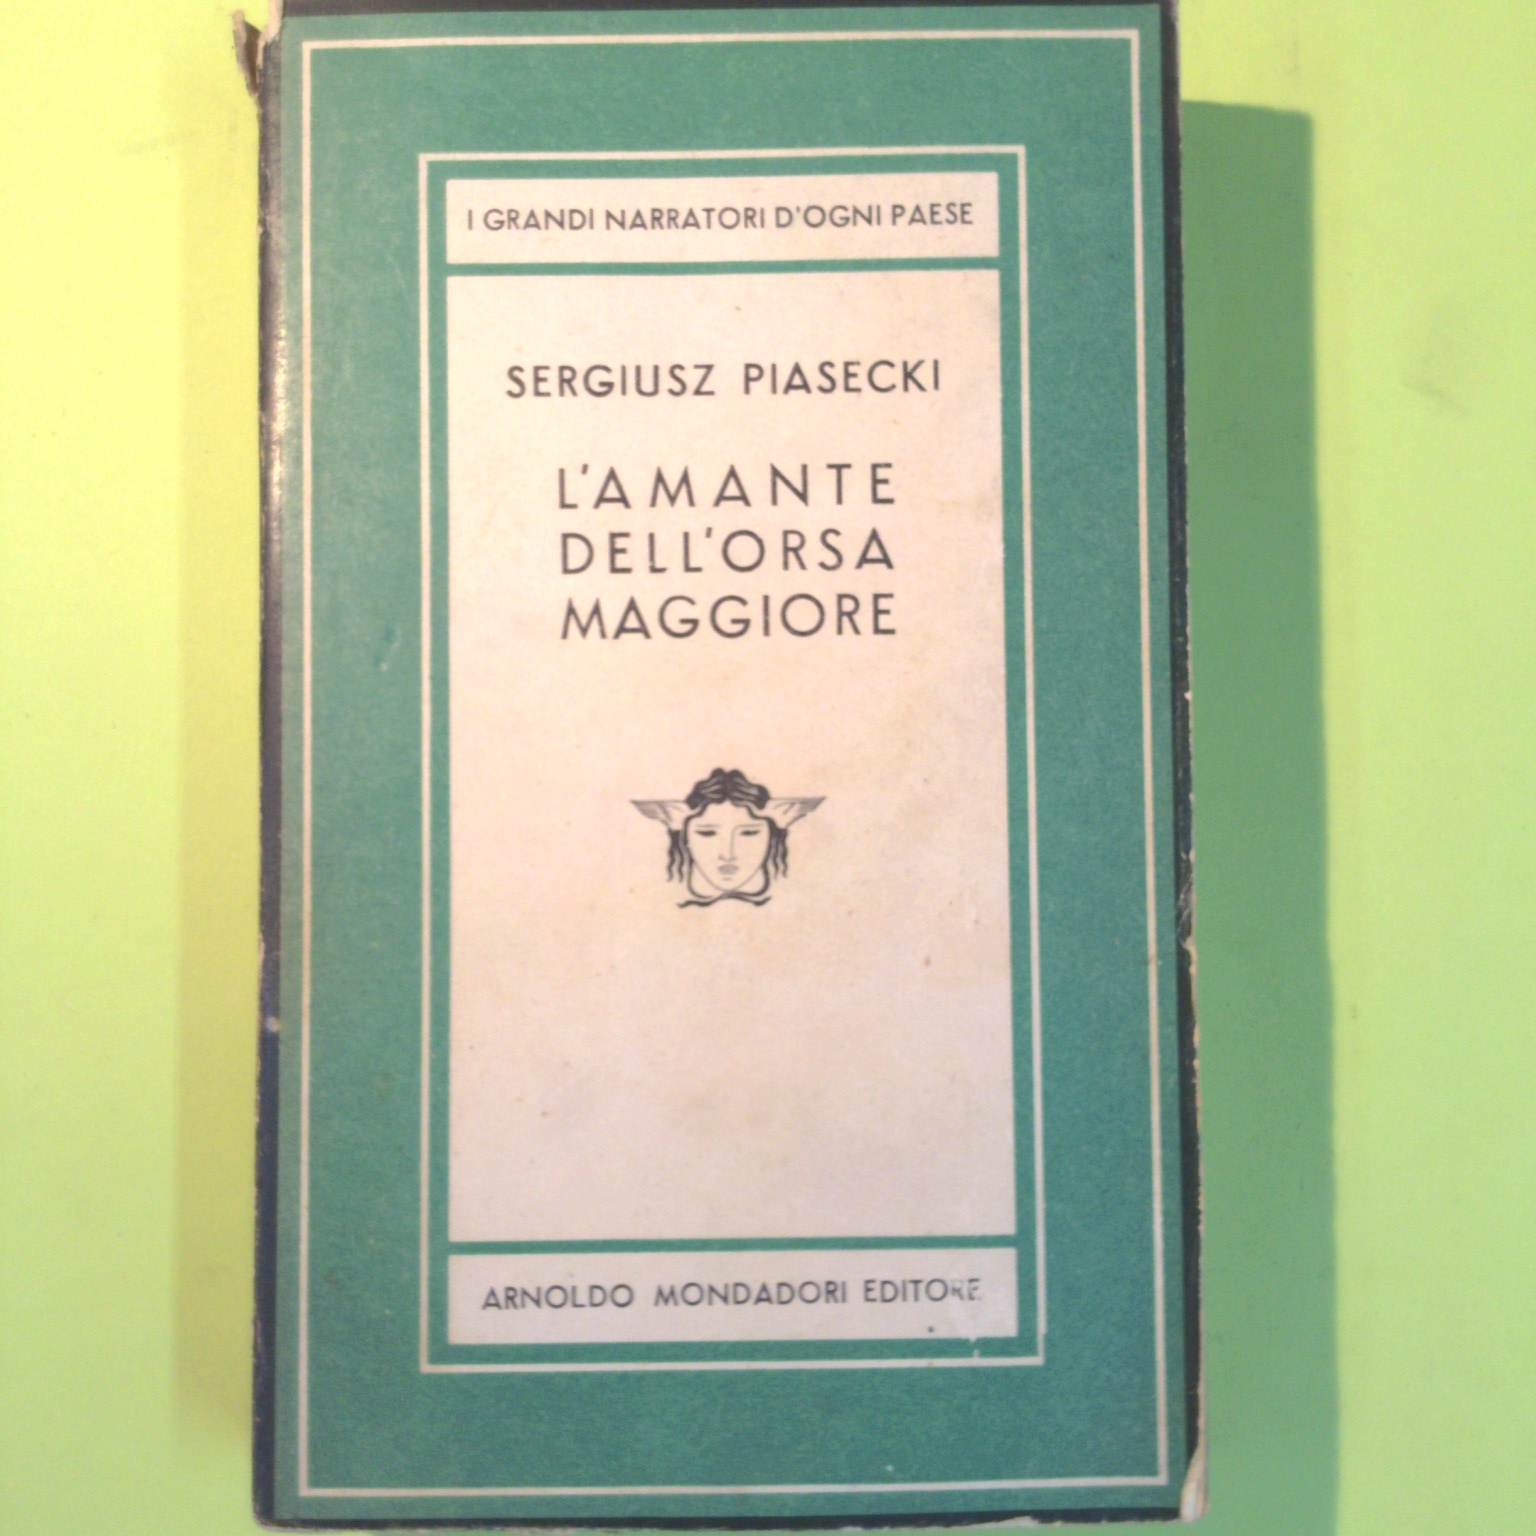 I GRANDI NARRATORI D'OGNI PAESE
SERGIUSZ PIASECKI
L'AMANTE
DELL'ORSA
MAGGIORE
ARNOLDO MONDADORI EDITORE